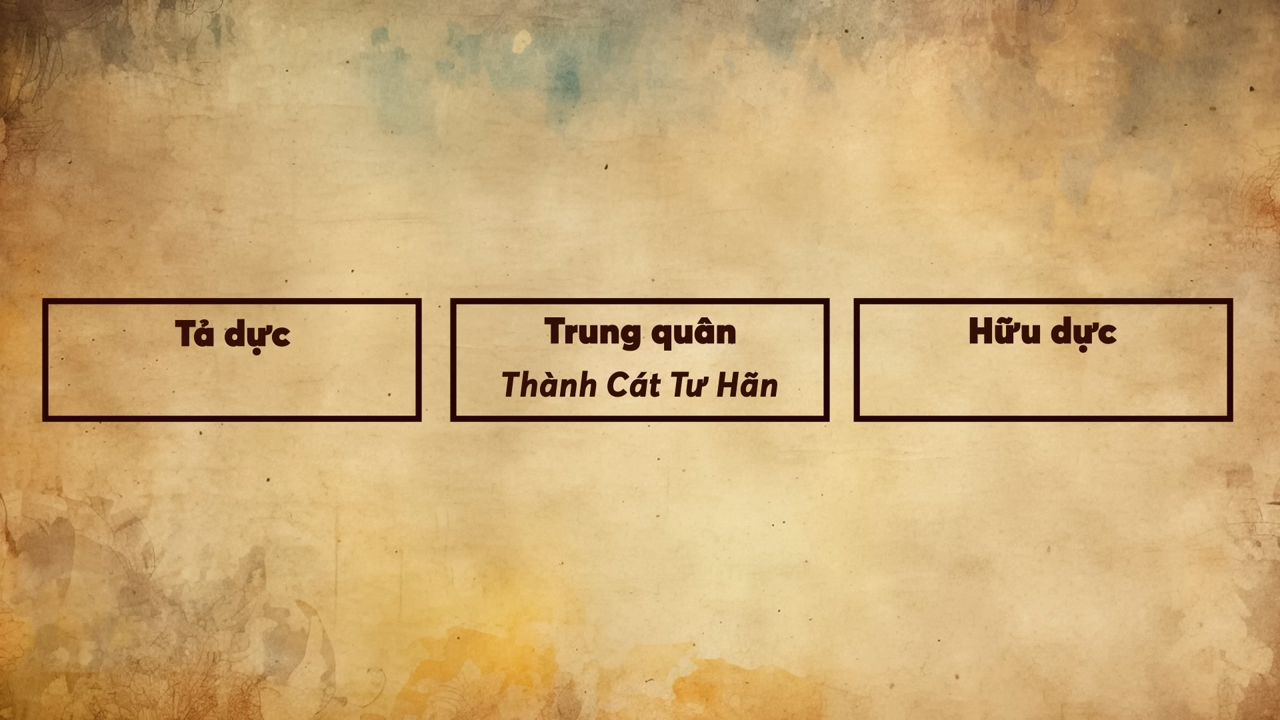 Tả dực
Trung quân
Thành Cát Tư Hãn
Hữu dực